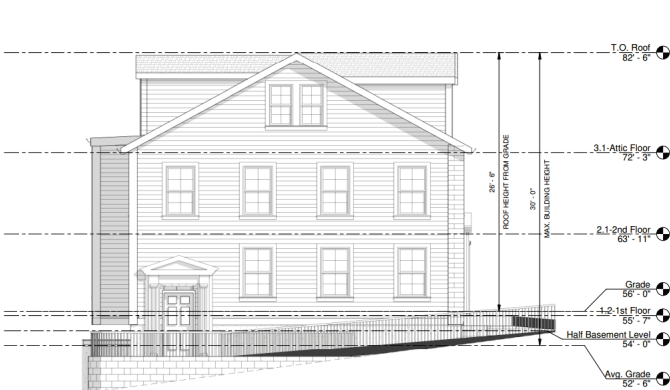 T.O. Roof
82' - 6"
3.1-Attic Floor
72' - 3"
26' - 6"
ROOF HEIGHT FROM GRADE
30' - 0"
MAX. BUILDING HEIGHT
2.1-2nd Floor
63' - 11"
Grade
56' - 0"
1.2-1st Floor
55' - 7"
Half Basement Level
54' - 0"
Avg. Grade
52' - 6"